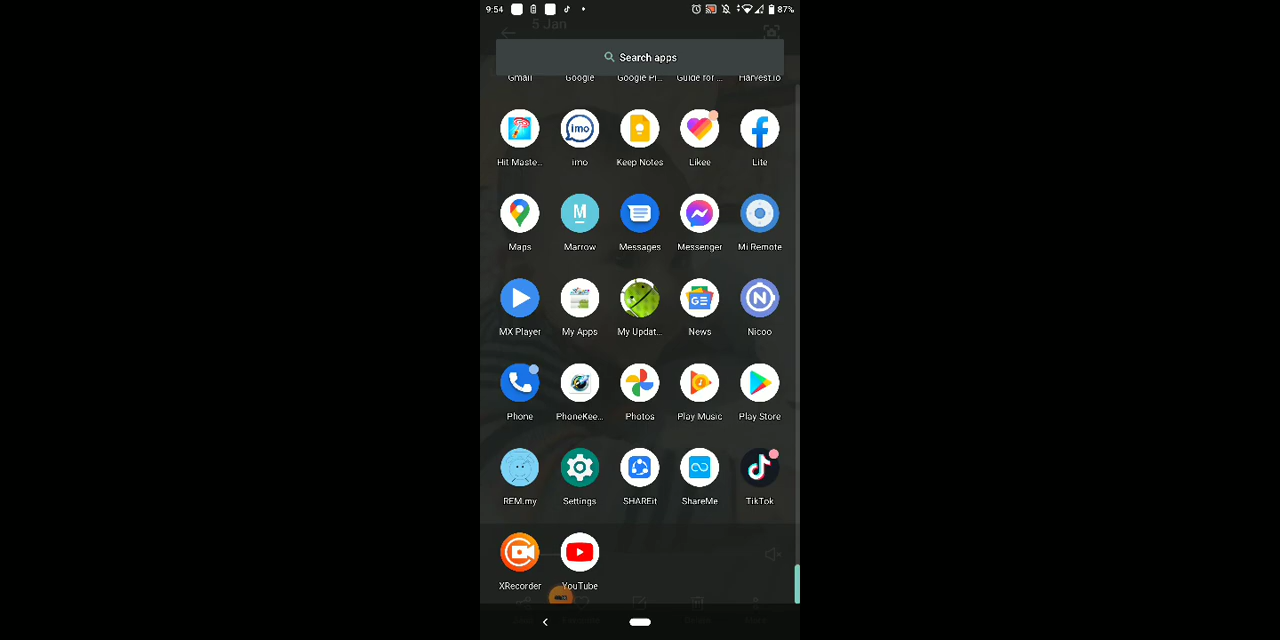 9:54 87%
5 Jan
Search apps
Gmail Google Google Pl... Guide for ... Harvest.io
Hit Maste... imo Keep Notes Likee Lite
Maps Marrow Messages Messenger Mi Remote
MX Player My Apps My Updat... News Nicoo
Phone PhoneKee... Photos Play Music Play Store
REM.my Settings SHAREit ShareMe TikTok
XRecorder YouTube